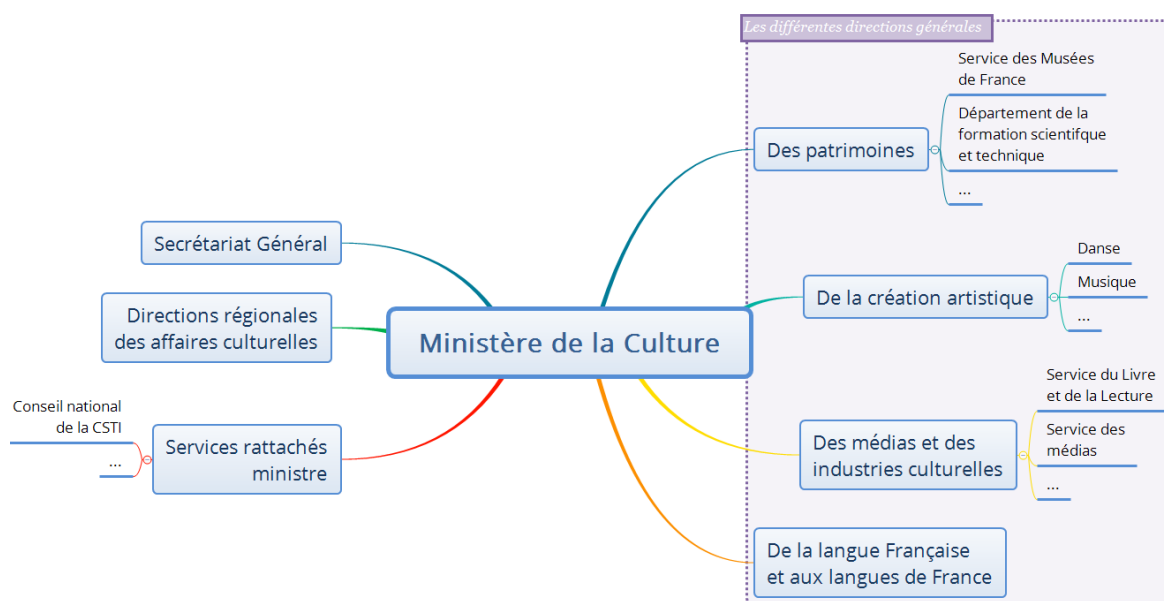 Les différentes directions générales
Service des Musées
de France
Département de la
formation scientifque
et technique
...
Des patrimoines
Secrétariat Général
Danse
Musique
...
De la création artistique
Directions régionales
des affaires culturelles
Ministère de la Culture
Service du Livre
et de la Lecture
Service des
médias
...
Des médias et des
industries culturelles
Conseil national
de la CSTI
...
Services rattachés
ministre
De la langue Française
et aux langues de France